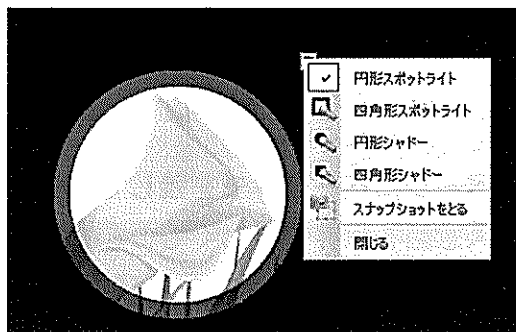 円形スポットライト
四角形スポットライト
円形シャドー
四角形シャドー
スナップショットをとる
閉じる